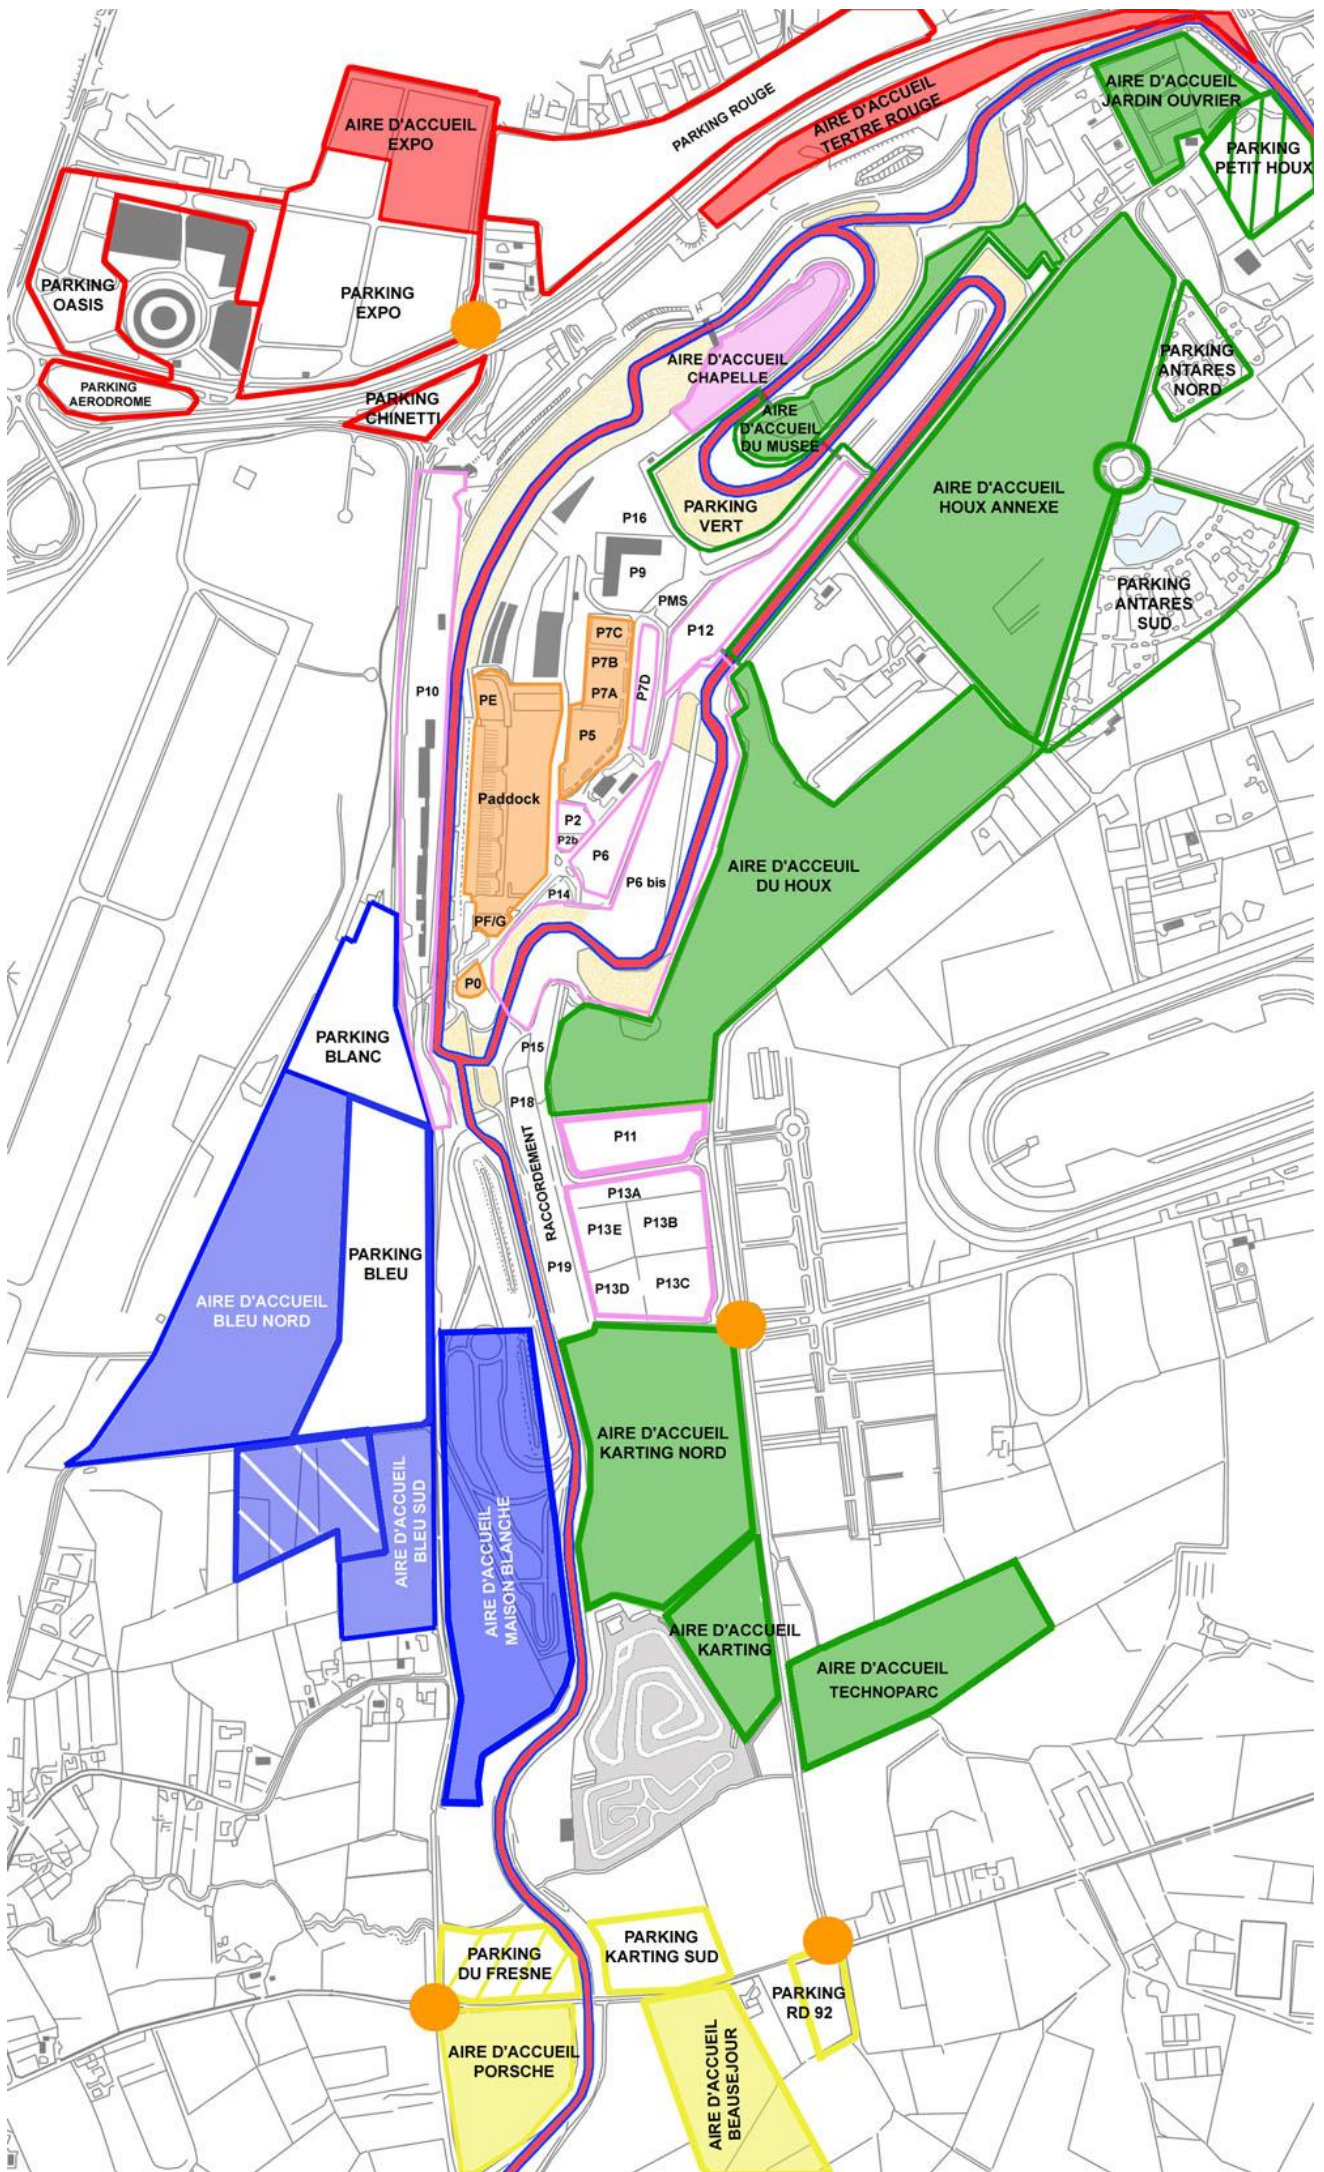 AIRE D'ACCUEIL
JARDIN OUVRIER
PARKING ROUGE
AIRE D'ACCUEIL
TERTRE ROUGE
AIRE D'ACCUEIL
EXPO
PARKING
PETIT HOUX
PARKING
OASIS
PARKING
EXPO
PARKING
AERODROME
PARKING
CHINETTI
AIRE D'ACCUEIL
CHAPELLE
PARKING
ANTARES
NORD
AIRE
D'ACCUEIL
DU MUSEE
AIRE D'ACCUEIL
HOUX ANNEXE
PARKING
VERT
P16
P9
PMS
P12
PARKING
ANTARES
SUD
P7C
P7B
P7A
P7D
P10
PE
P5
Paddock
P2
P2b
P6
P6 bis
P14
AIRE D'ACCEUIL
DU HOUX
PF/G
P0
PARKING
BLANC
P15
P18
RACCORDEMENT
P11
P13A
P13E
P13B
P13D
P13C
P19
PARKING
BLEU
AIRE D'ACCUEIL
BLEU NORD
AIRE D'ACCUEIL
KARTING NORD
AIRE D'ACCUEIL
BLEU SUD
AIRE D'ACCUEIL
MAISON BLANCHE
AIRE D'ACCUEIL
KARTING
AIRE D'ACCUEIL
TECHNOPARC
PARKING
DU FRESNE
PARKING
KARTING SUD
PARKING
RD 92
AIRE D'ACCUEIL
PORSCHE
AIRE D'ACCUEIL
BEAUSEJOUR